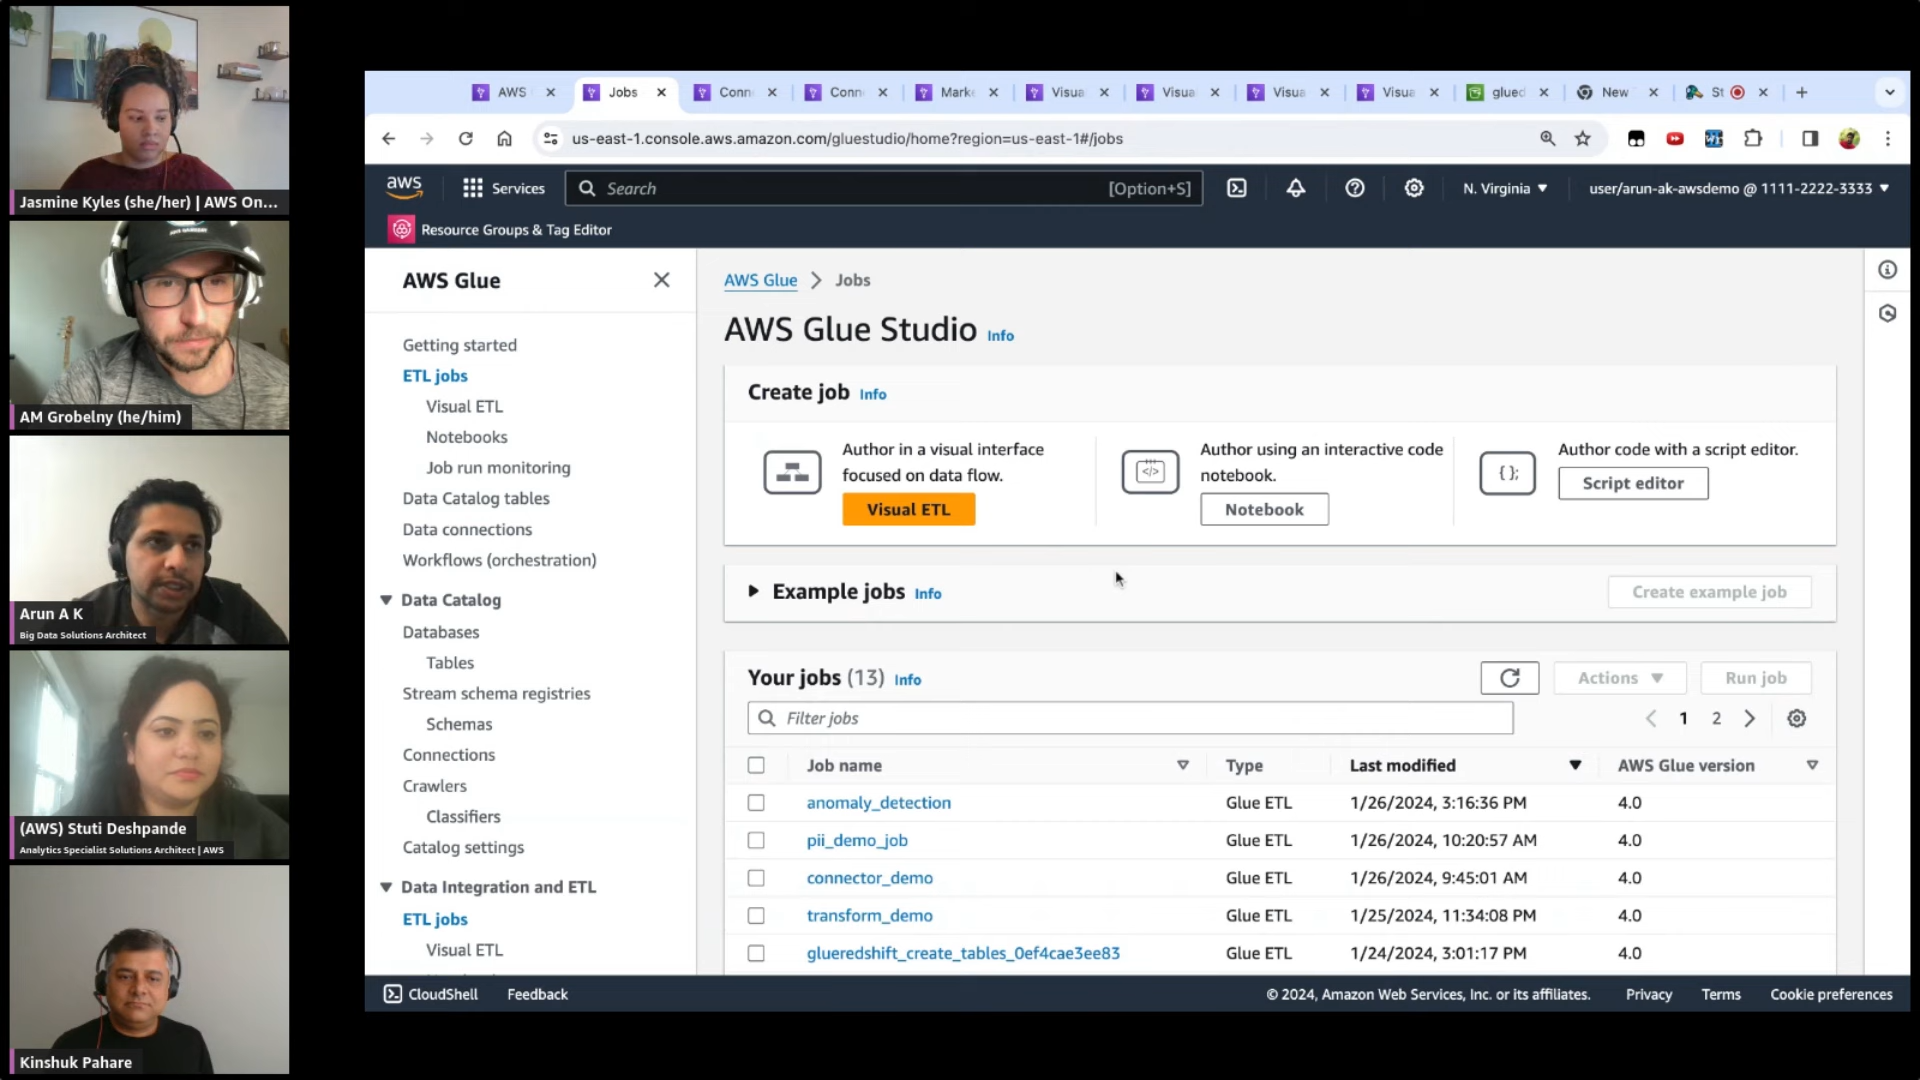 Jasmine Kyles (she/her) | AWS On...
AM Grobelny (he/him)
Arun A K
Big Data Solutions Architect
(AWS) Stuti Deshpande
Analytics Specialist Solutions Architect | AWS
Kinshuk Pahare
AWS
Jobs
Conn
Conn
Marke
Visua
Visua
Visua
Visua
glued
New
St
us-east-1.console.aws.amazon.com/gluestudio/home?region=us-east-1#/jobs
aws
Services
Search
[Option+S]
N. Virginia
user/arun-ak-awsdemo @ 1111-2222-3333
Resource Groups & Tag Editor
AWS Glue
Getting started
ETL jobs
Visual ETL
Notebooks
Job run monitoring
Data Catalog tables
Data connections
Workflows (orchestration)
Data Catalog
Databases
Tables
Stream schema registries
Schemas
Connections
Crawlers
Classifiers
Catalog settings
Data Integration and ETL
ETL jobs
Visual ETL
AWS Glue > Jobs
AWS Glue Studio Info
Create job Info
Author in a visual interface
focused on data flow.
Visual ETL
Author using an interactive code
notebook.
Notebook
Author code with a script editor.
Script editor
Example jobs Info
Create example job
Your jobs (13) Info
Actions
Run job
Filter jobs
1 2
Job name Type Last modified AWS Glue version
anomaly_detection Glue ETL 1/26/2024, 3:16:36 PM 4.0
pii_demo_job Glue ETL 1/26/2024, 10:20:57 AM 4.0
connector_demo Glue ETL 1/26/2024, 9:45:01 AM 4.0
transform_demo Glue ETL 1/25/2024, 11:34:08 PM 4.0
glueredshift_create_tables_0ef4cae3ee83 Glue ETL 1/24/2024, 3:01:17 PM 4.0
CloudShell
Feedback
© 2024, Amazon Web Services, Inc. or its affiliates.
Privacy
Terms
Cookie preferences